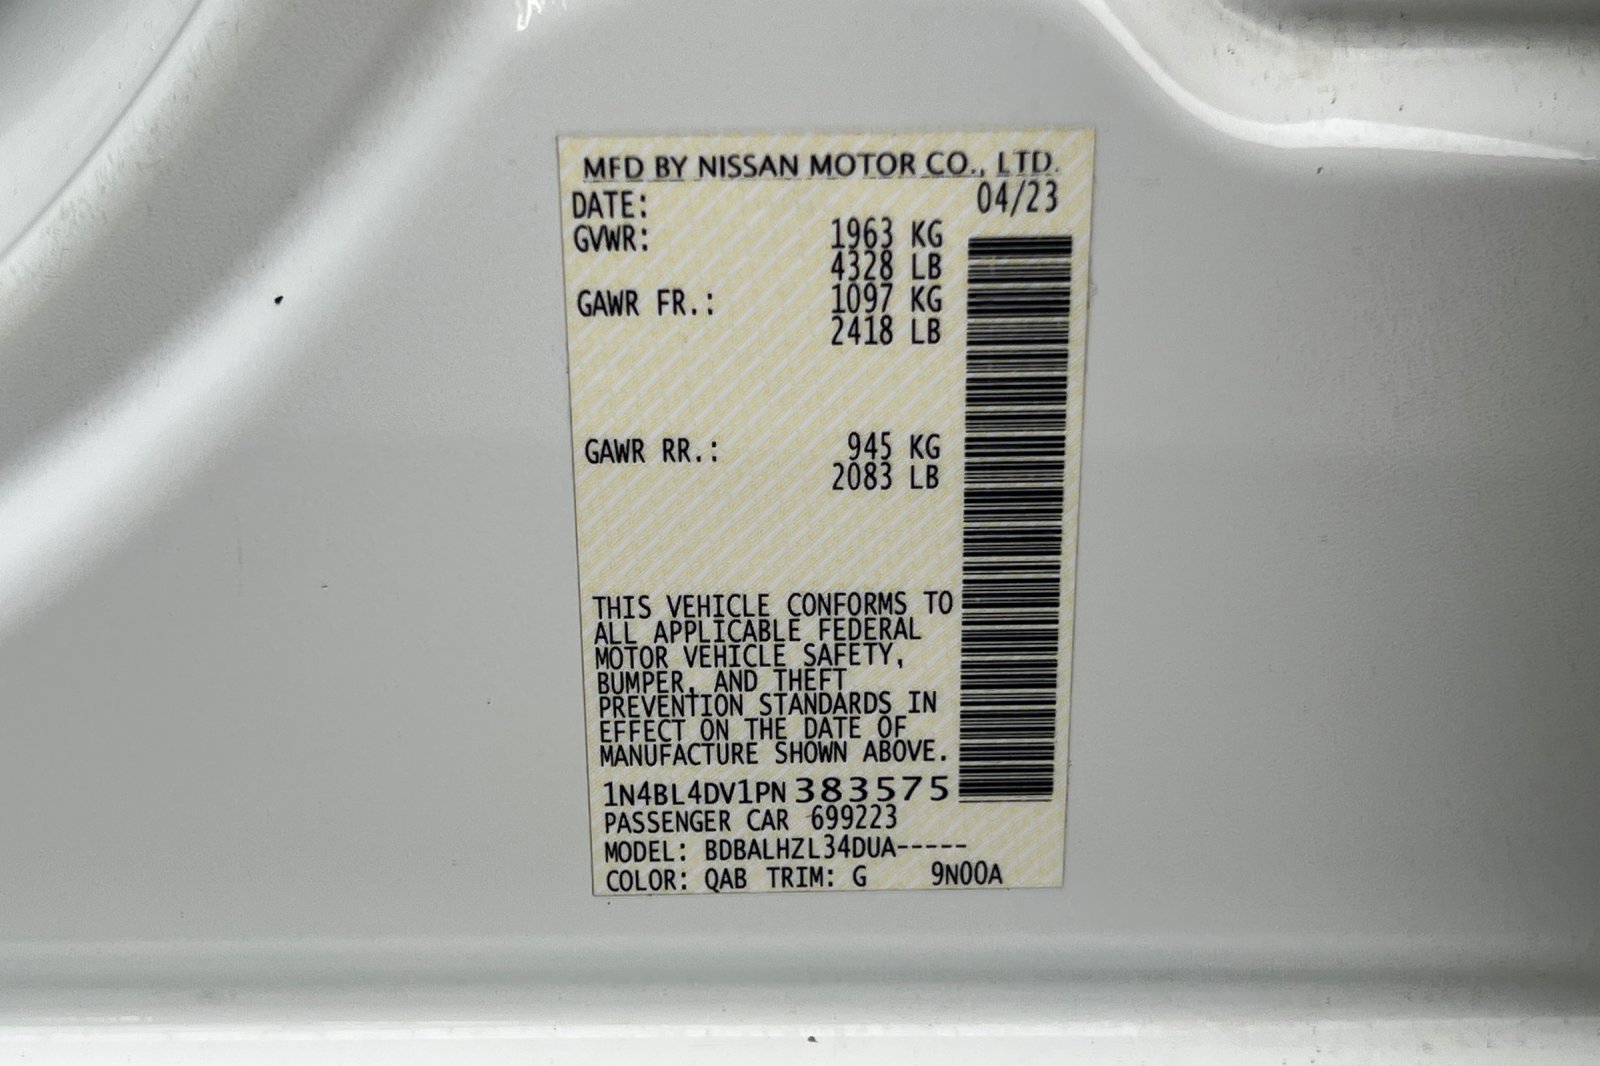 MFD BY NISSAN MOTOR CO., LTD.
DATE: 04/23
GVWR: 1963 KG
4328 LB
GAWR FR.: 1097 KG
2418 LB
GAWR RR.: 945 KG
2083 LB
THIS VEHICLE CONFORMS TO
ALL APPLICABLE FEDERAL
MOTOR VEHICLE SAFETY,
BUMPER, AND THEFT
PREVENTION STANDARDS IN
EFFECT ON THE DATE OF
MANUFACTURE SHOWN ABOVE.
1N4BL4DV1PN383575
PASSENGER CAR 699223
MODEL: BDBALHZL34DUA-----
COLOR: QAB TRIM: G 9N00A